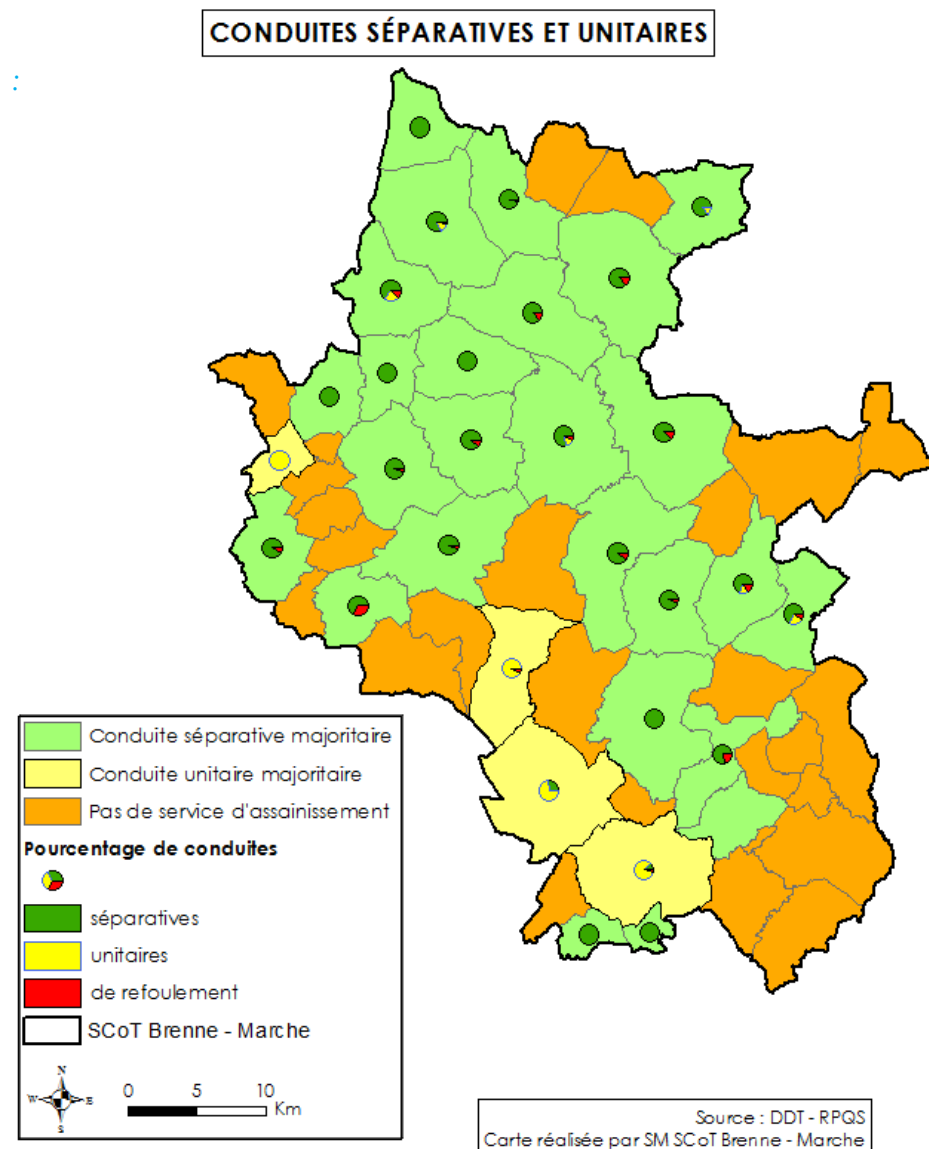 CONDUITES SÉPARATIVES ET UNITAIRES
Conduite séparative majoritaire
Conduite unitaire majoritaire
Pas de service d'assainissement
Pourcentage de conduites
séparatives
unitaires
de refoulement
SCoT Brenne - Marche
N
W E
S
0 5 10
Km
Source : DDT - RPQS
Carte réalisée par SM SCoT Brenne - Marche